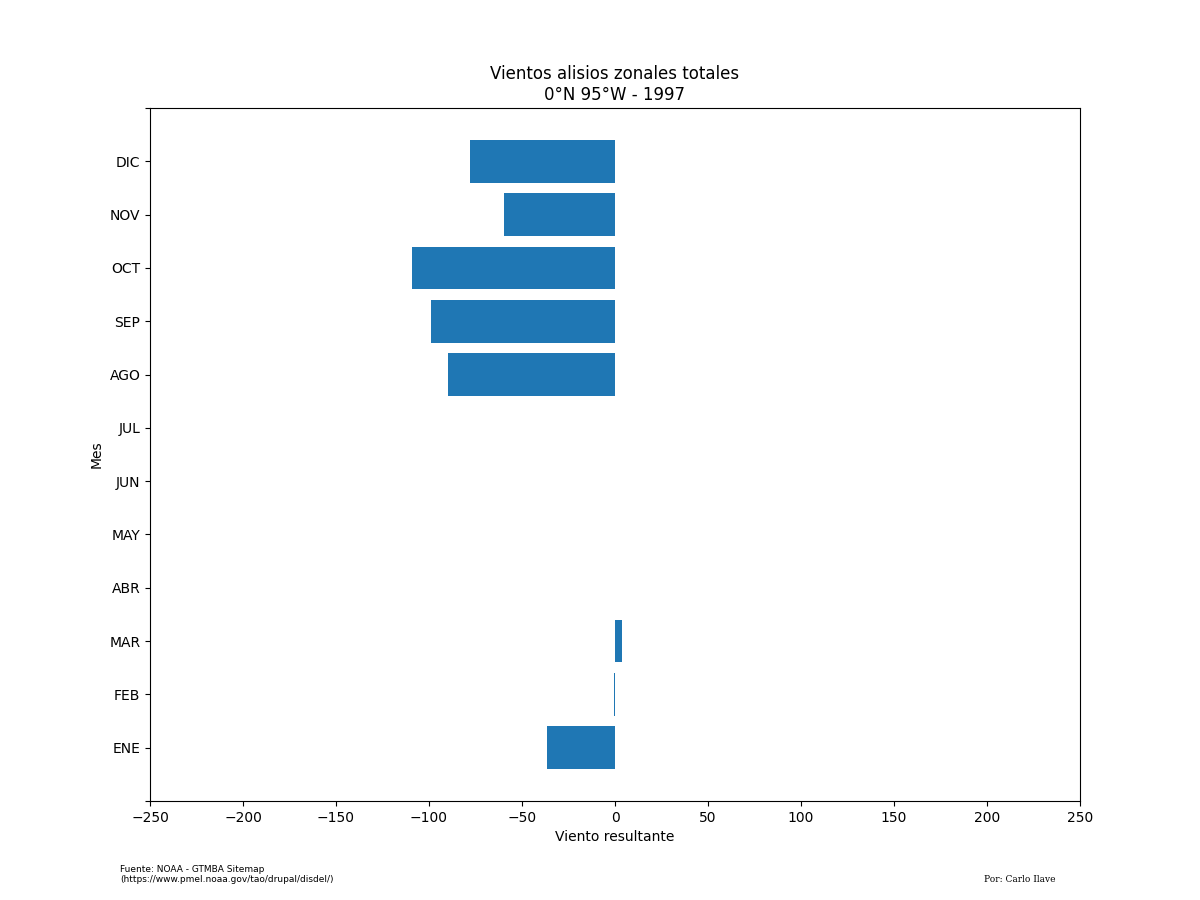 Vientos alisios zonales totales
0°N 95°W - 1997
DIC
NOV
OCT
SEP
AGO
JUL
JUN
MAY
ABR
MAR
FEB
ENE
Mes
−250 −200 −150 −100 −50 0 50 100 150 200 250
Viento resultante
Fuente: NOAA - GTMBA Sitemap
(https://www.pmel.noaa.gov/tao/drupal/disdel/)
Por: Carlo Ilave